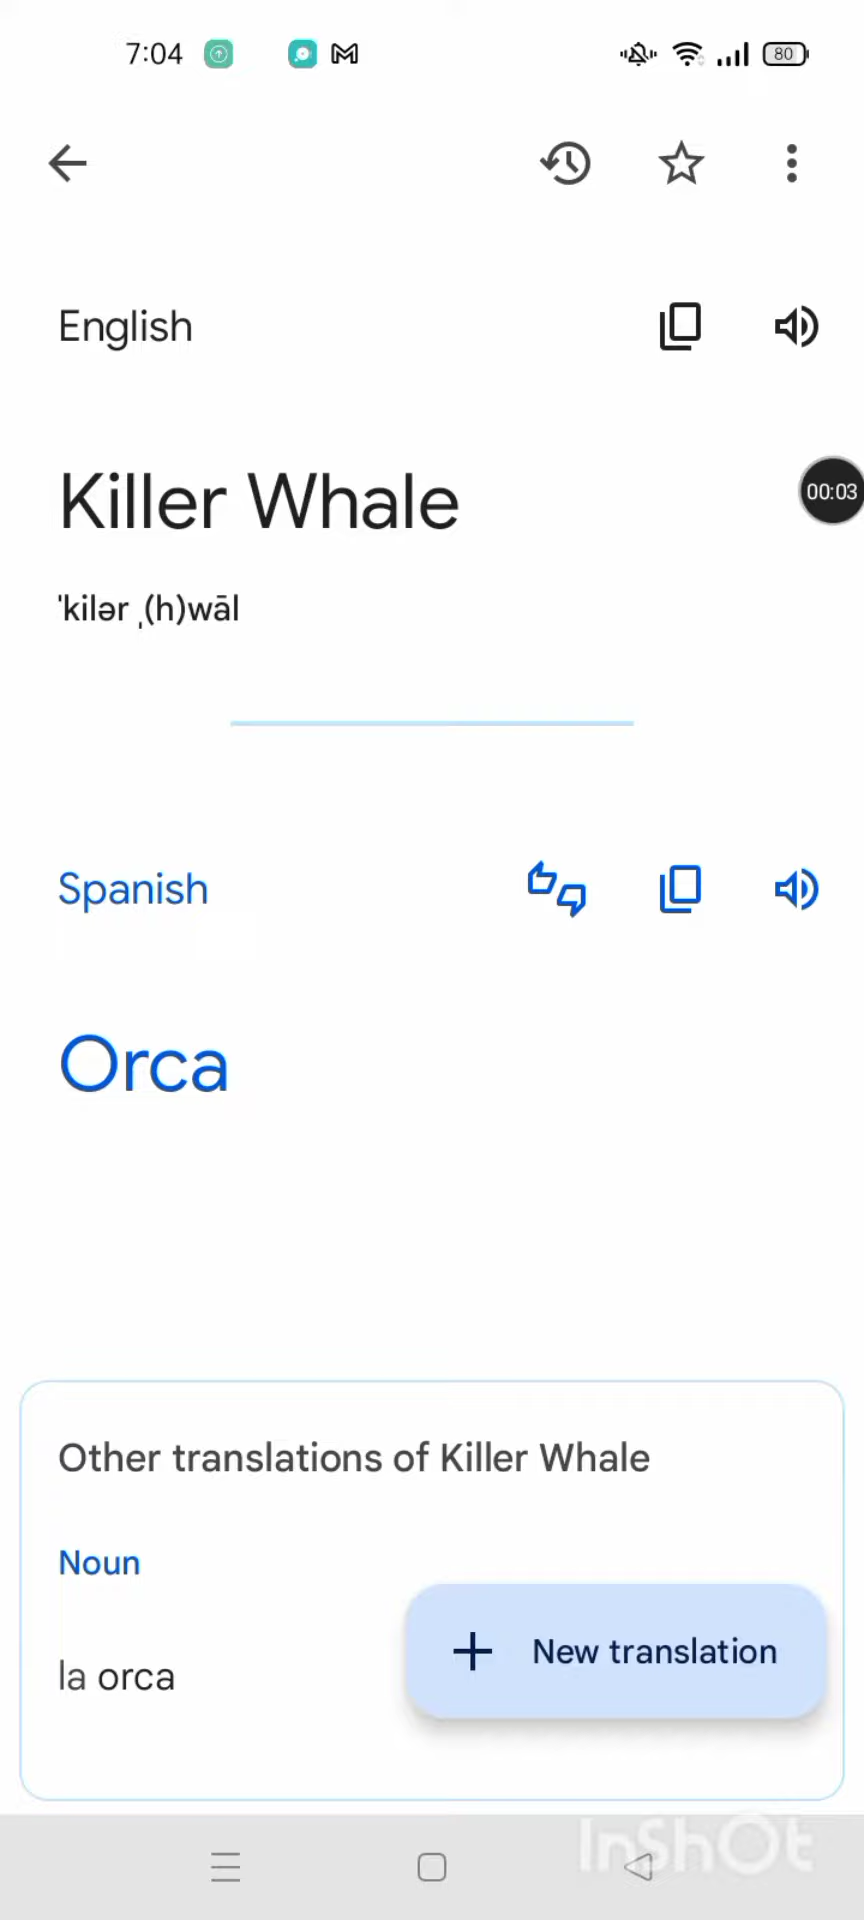 7:04
80
English
Killer Whale
00:03
ˈkilər ˌ(h)wāl
Spanish
Orca
Other translations of Killer Whale
Noun
New translation
la orca
InShOt